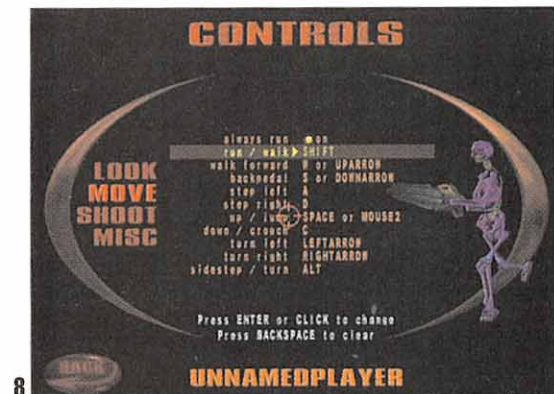 CONTROLS
always run on
run / walk SHIFT
walk forward W or UPARROW
backpedal S or DOWNARROW
step left A
step right D
up / jump SPACE or MOUSE2
down / crouch C
turn left LEFTARROW
turn right RIGHTARROW
sidestep / turn ALT
LOOK
MOVE
SHOOT
MISC
Press ENTER or CLICK to change
Press BACKSPACE to clear
BACK
UNNAMEDPLAYER
8